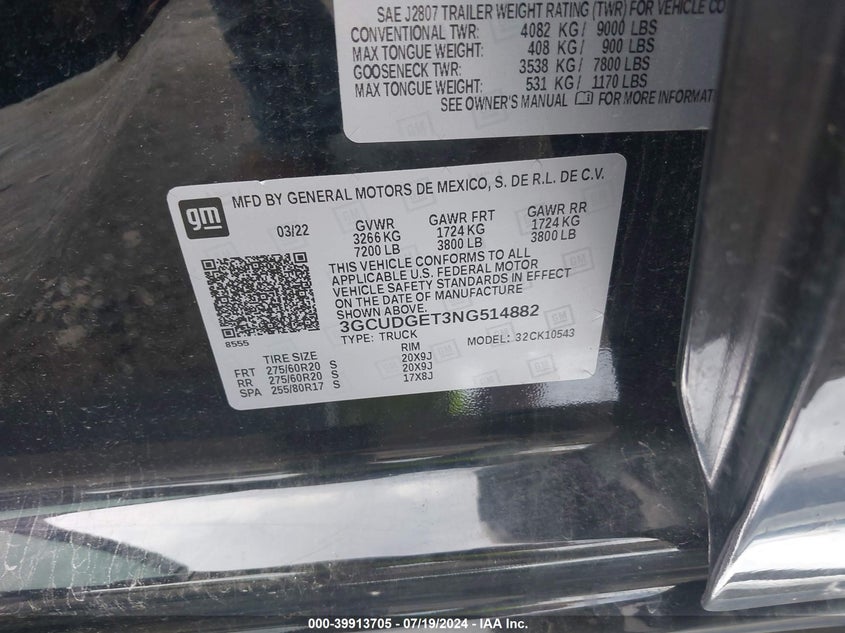 SAE J2807 TRAILER WEIGHT RATING (TWR) FOR VEHICLE CO
CONVENTIONAL TWR: 4082 KG/ 9000 LBS
MAX TONGUE WEIGHT: 408 KG/ 900 LBS
GOOSENECK TWR: 3538 KG/ 7800 LBS
MAX TONGUE WEIGHT: 531 KG/ 1170 LBS
SEE OWNER'S MANUAL FOR MORE INFORMAT
gm
MFD BY GENERAL MOTORS DE MEXICO, S. DE R.L. DE C.V.
03/22 GVWR GAWR FRT GAWR RR
3266 KG 1724 KG 1724 KG
7200 LB 3800 LB 3800 LB
THIS VEHICLE CONFORMS TO ALL
APPLICABLE U.S. FEDERAL MOTOR
VEHICLE SAFETY STANDARDS IN EFFECT
ON THE DATE OF MANUFACTURE
SHOWN ABOVE.
3GCUDGET3NG514882
8555
TYPE: TRUCK MODEL: 32CK10543
TIRE SIZE RIM
FRT 275/60R20 S 20X9J
RR 275/60R20 S 20X9J
SPA 255/80R17 S 17X8J
000-39913705 - 07/19/2024 - IAA Inc.